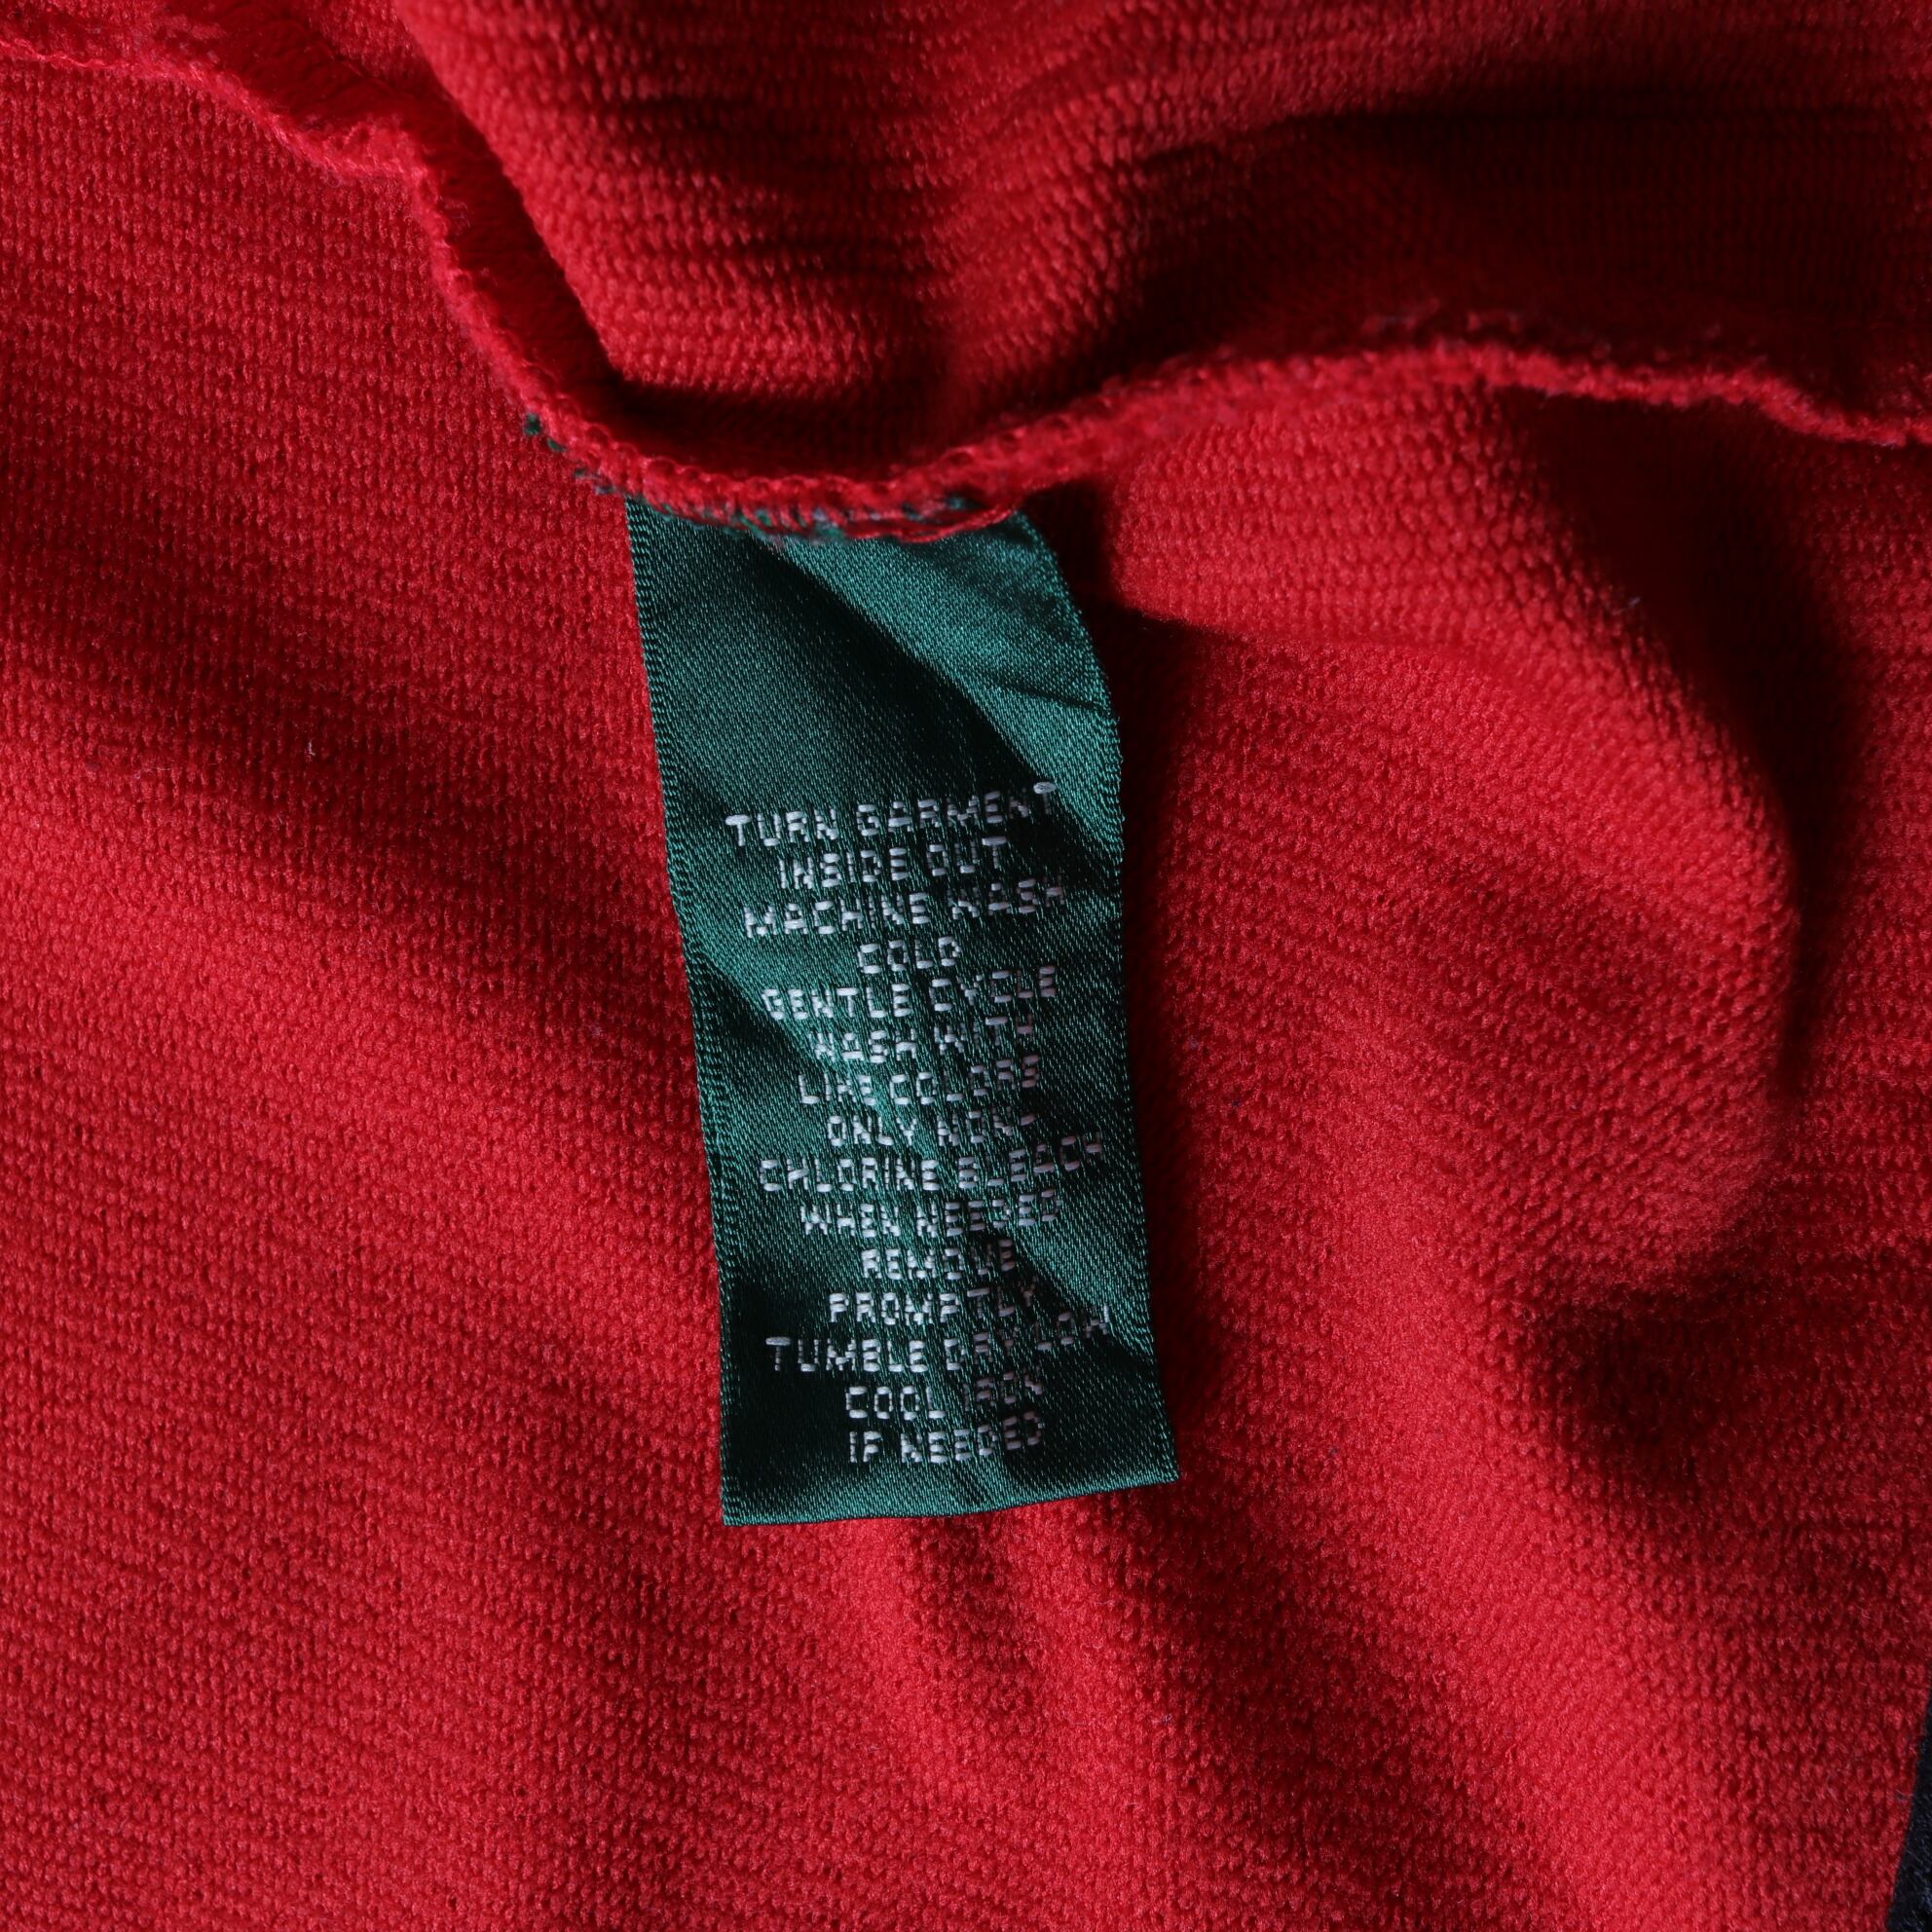 TURN GARMENT
INSIDE OUT
MACHINE WASH
COLD
GENTLE CYCLE
WASH WITH
LIKE COLORS
ONLY NON-
CHLORINE BLEACH
WHEN NEEDED
REMOVE
PROMPTLY
TUMBLE DRY LOW
COOL IRON
IF NEEDED